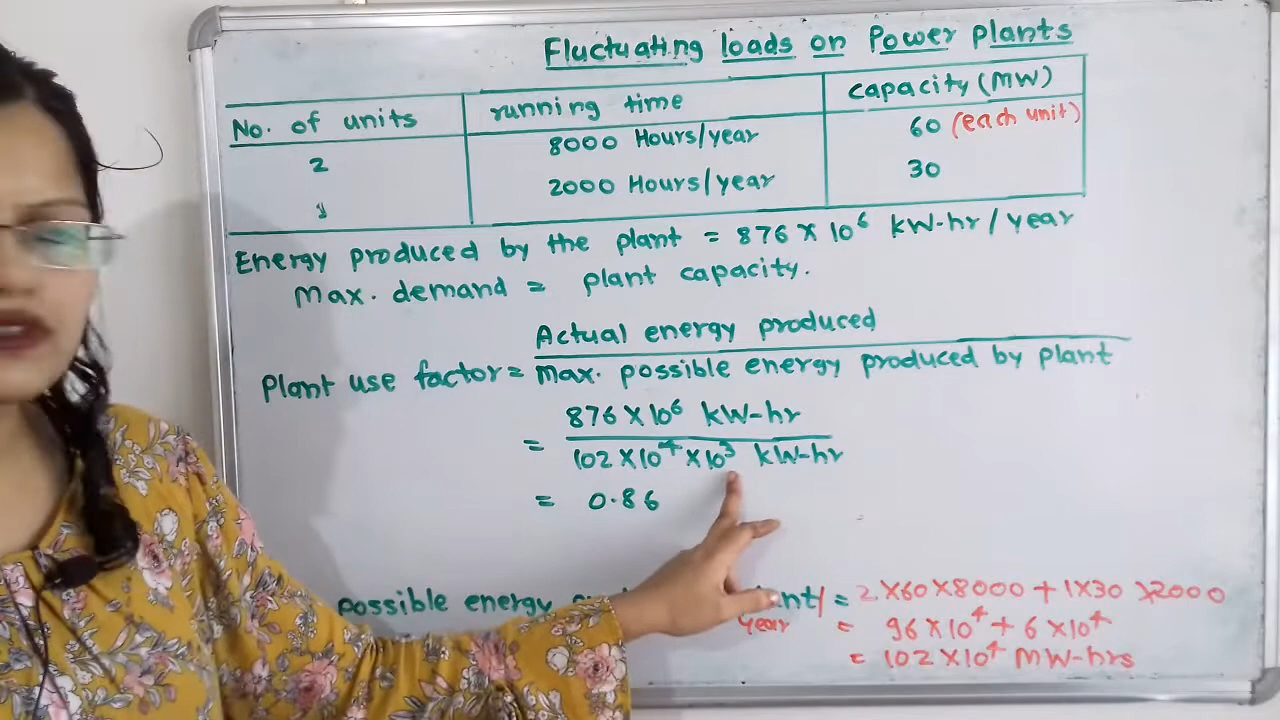 Fluctuating loads on Power plants
No. of units running time capacity (MW)
2 8000 Hours/year 60 (each unit)
1 2000 Hours/year 30
Energy produced by the plant = 876 × 10⁶ kW-hr/year
Max. demand = plant capacity.
Actual energy produced
Plant use factor = Max. possible energy produced by plant
876 × 10⁶ kW-hr
=
102 × 10⁴ × 10³ kW-hr
= 0.86
possible energy / = 2×60×8000 + 1×30×2000
year = 96×10⁴ + 6×10⁴
= 102×10⁴ MW-hrs